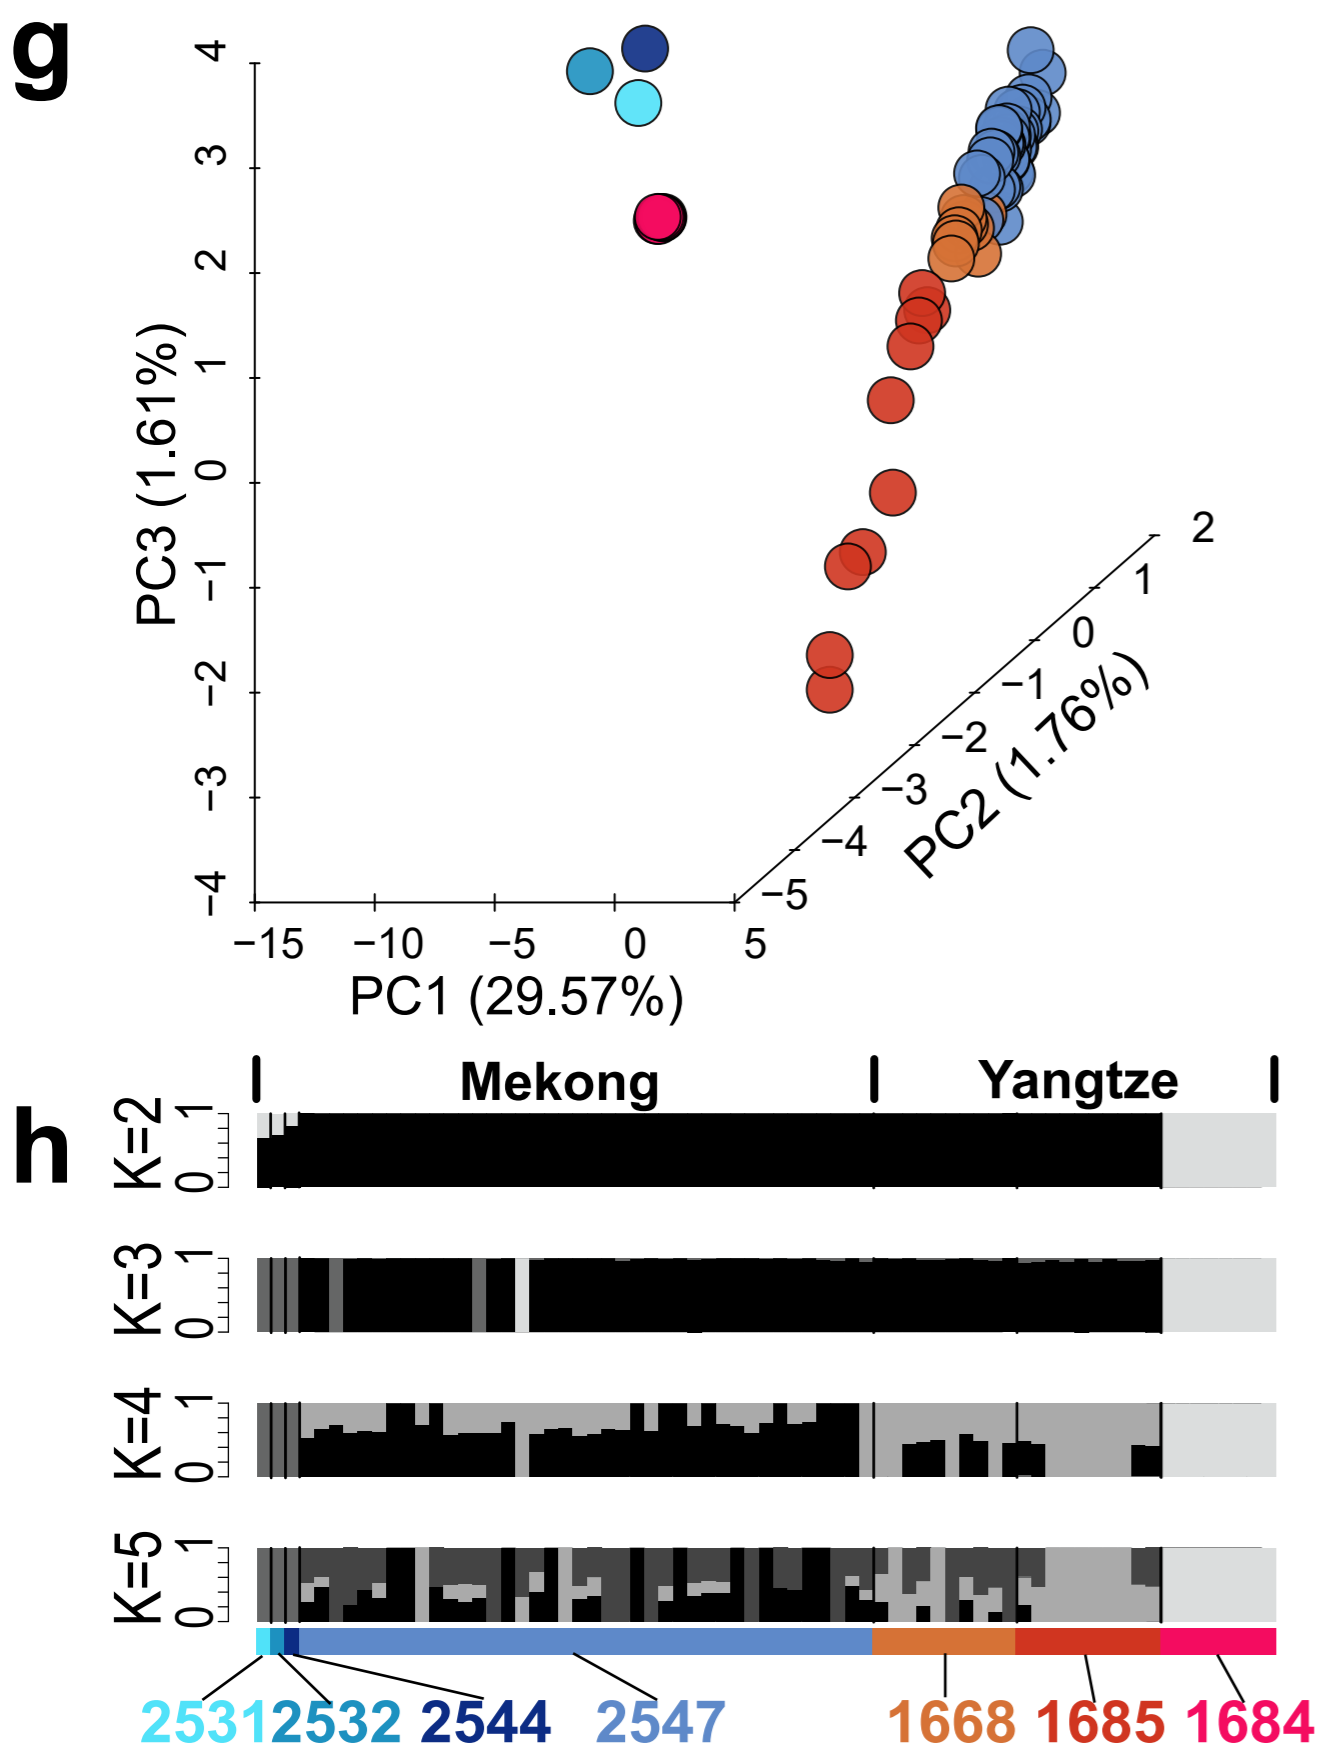 g
4
3
2
1
0
−1
−2
−3
−4
PC3 (1.61%)
2
1
0
−1
−2
−3
−4
−5
PC2 (1.76%)
−15 −10 −5 0 5
PC1 (29.57%)
Mekong Yangtze
h
K=2 0 1
K=3 0 1
K=4 0 1
K=5 0 1
2531 2532 2544 2547 1668 1685 1684